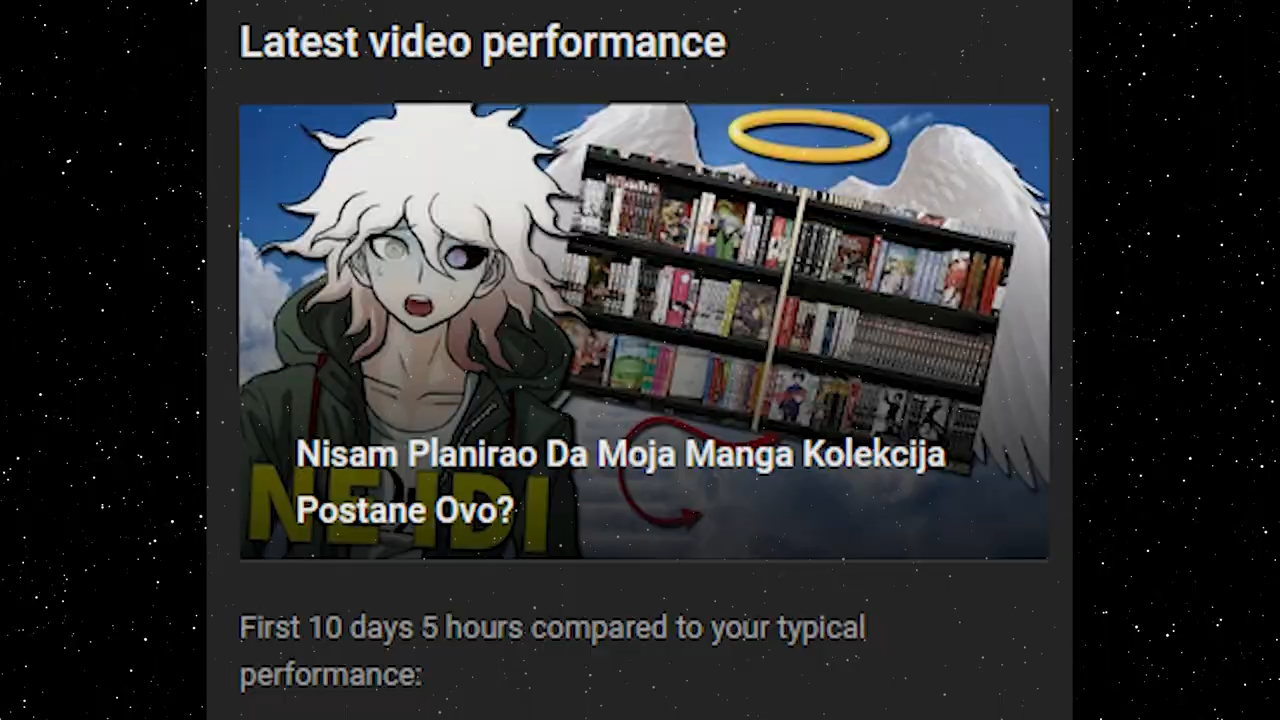 Latest video performance
Nisam Planirao Da Moja Manga Kolekcija
Postane Ovo?
NE IDI
First 10 days 5 hours compared to your typical
performance: